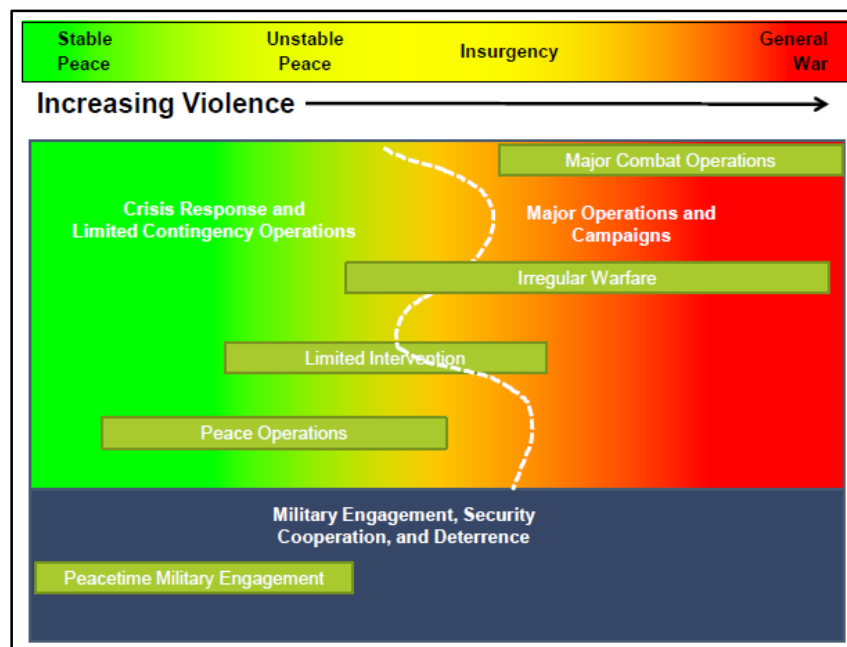 Stable Peace
Unstable Peace
Insurgency
General War
Increasing Violence
Major Combat Operations
Crisis Response and
Limited Contingency Operations
Major Operations and
Campaigns
Irregular Warfare
Limited Intervention
Peace Operations
Military Engagement, Security
Cooperation, and Deterrence
Peacetime Military Engagement